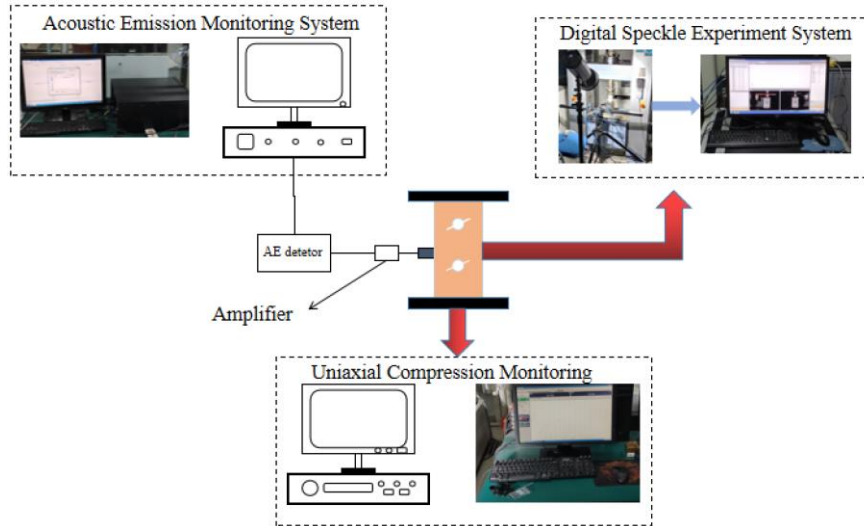 Acoustic Emission Monitoring System
Digital Speckle Experiment System
AE detetor
Amplifier
Uniaxial Compression Monitoring